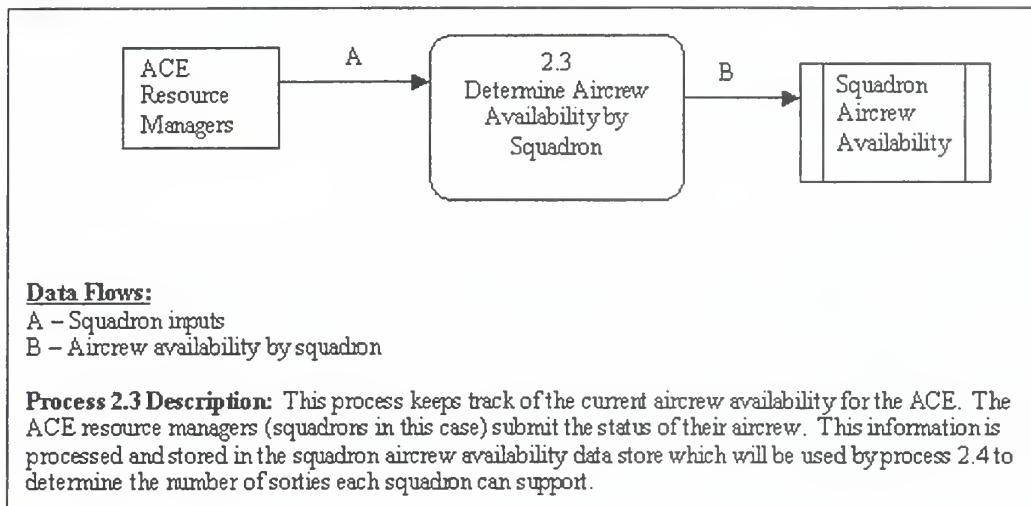 ACE
Resource
Managers
A
2.3
Determine Aircrew
Availability by
Squadron
B
Squadron
Aircrew
Availability
Data Flows:
A – Squadron inputs
B – Aircrew availability by squadron
Process 2.3 Description: This process keeps track of the current aircrew availability for the ACE. The
ACE resource managers (squadrons in this case) submit the status of their aircrew. This information is
processed and stored in the squadron aircrew availability data store which will be used by process 2.4 to
determine the number of sorties each squadron can support.